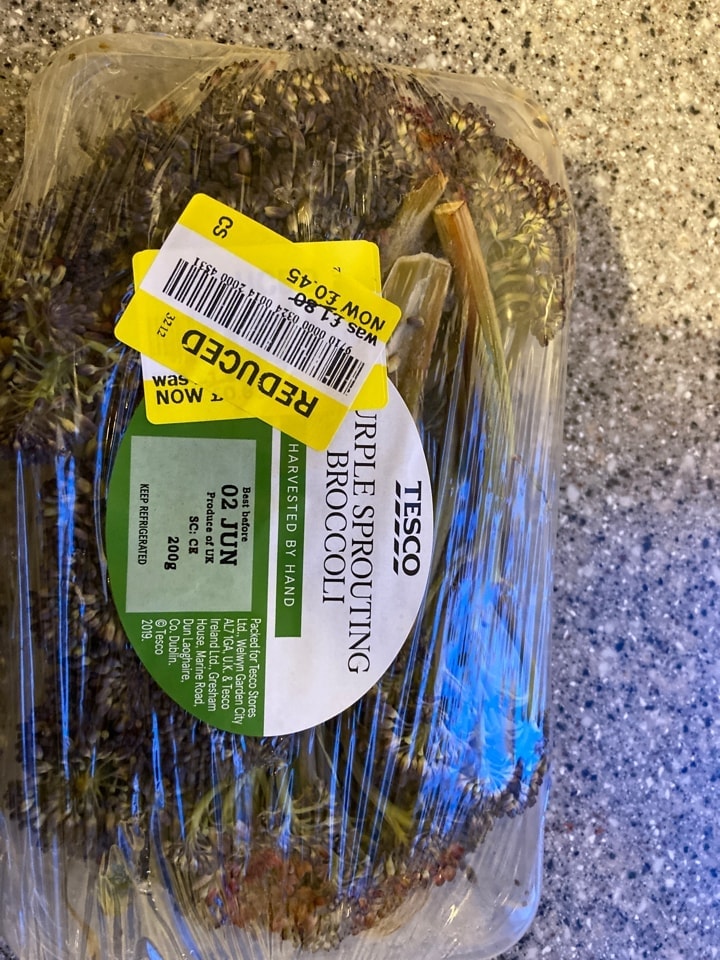 TESCO
URPLE SPROUTING
BROCCOLI
HARVESTED BY HAND
Best before
02 JUN
Produce of UK
SC: CE
200g
KEEP REFRIGERATED
Packed for Tesco Stores
Ltd., Welwyn Garden City
AL7 1GA, U.K. & Tesco
Ireland Ltd., Gresham
House, Marine Road,
Dun Laoghaire,
Co. Dublin.
© Tesco
2019.
CS
was £1.80
NOW £0.45
REDUCED
3212
was
NOW